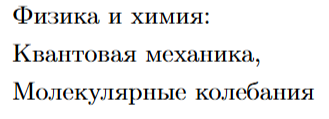 Физика и химия:
Квантовая механика,
Молекулярные колебания